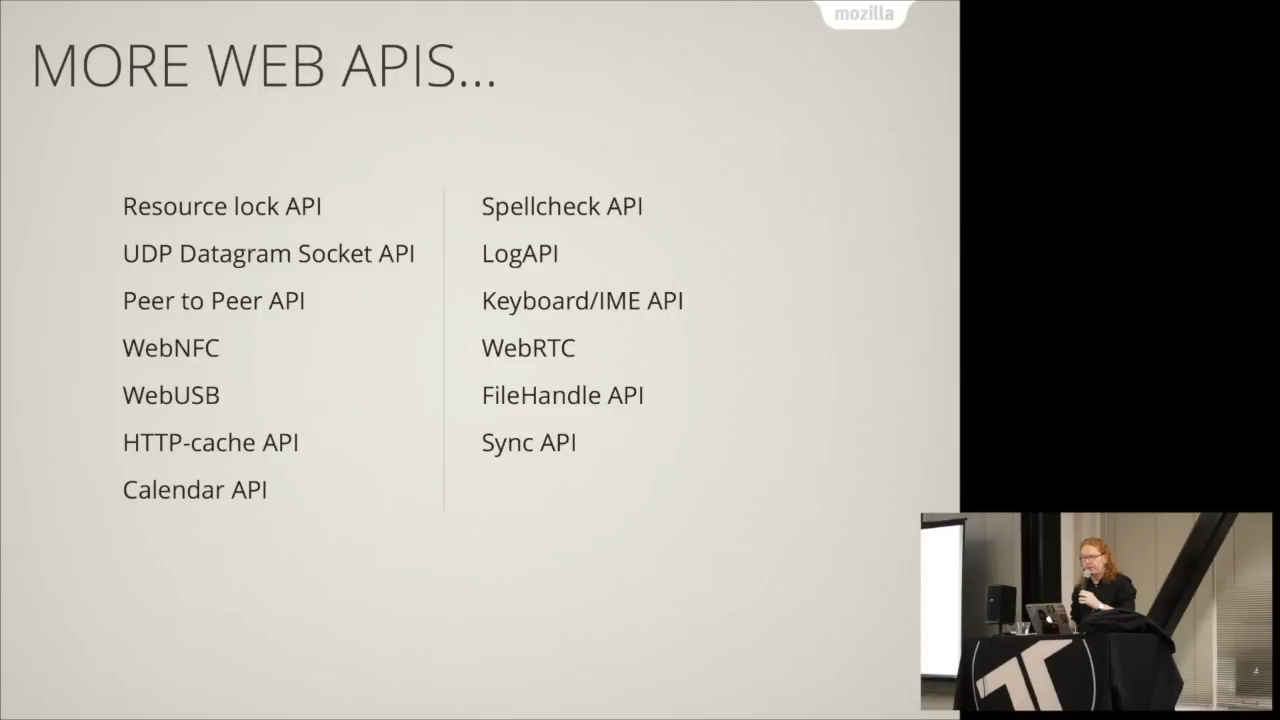 mozilla
MORE WEB APIS...
Resource lock API
UDP Datagram Socket API
Peer to Peer API
WebNFC
WebUSB
HTTP-cache API
Calendar API
Spellcheck API
LogAPI
Keyboard/IME API
WebRTC
FileHandle API
Sync API